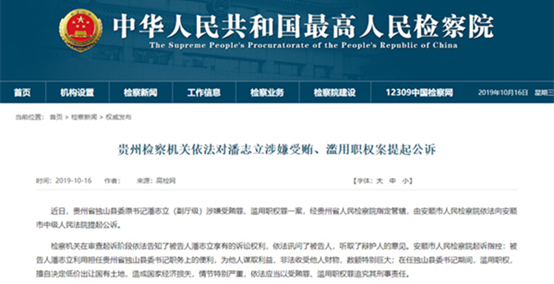 中华人民共和国最高人民检察院
The Supreme People's Procuratorate of the People's Republic of China
首页 机构设置 检察新闻 工作信息 检察业务 检察院建设 12309中国检察网 2019年10月16日 星期三
当前位置: 首页 > 检察新闻 > 权威发布
贵州检察机关依法对潘志立涉嫌受贿、滥用职权案提起公诉
时间:2019-10-16 作者: 来源:高检网 【字体: 大 中 小】
近日,贵州省独山县委原书记潘志立(副厅级)涉嫌受贿罪、滥用职权罪一案,经贵州省人民检察院指定管辖,由安顺市人民检察院依法向安顺
市中级人民法院提起公诉。
检察机关在审查起诉阶段依法告知了被告人潘志立享有的诉讼权利,依法讯问了被告人,听取了辩护人的意见。安顺市人民检察院起诉指控:被
告人潘志立利用担任贵州省独山县委书记职务上的便利,为他人谋取利益,非法收受他人财物,数额特别巨大;在任独山县委书记期间,滥用职权,
擅自决定低价出让国有土地,造成国家经济损失,情节特别严重,依法应当以受贿罪、滥用职权罪追究其刑事责任。